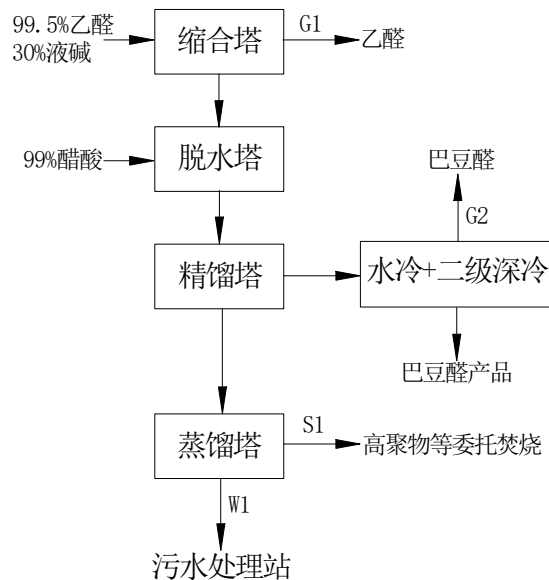 99.5%乙醛
30%液碱
缩合塔
G1
乙醛
99%醋酸
脱水塔
巴豆醛
G2
精馏塔
水冷+二级深冷
巴豆醛产品
蒸馏塔
S1
高聚物等委托焚烧
W1
污水处理站